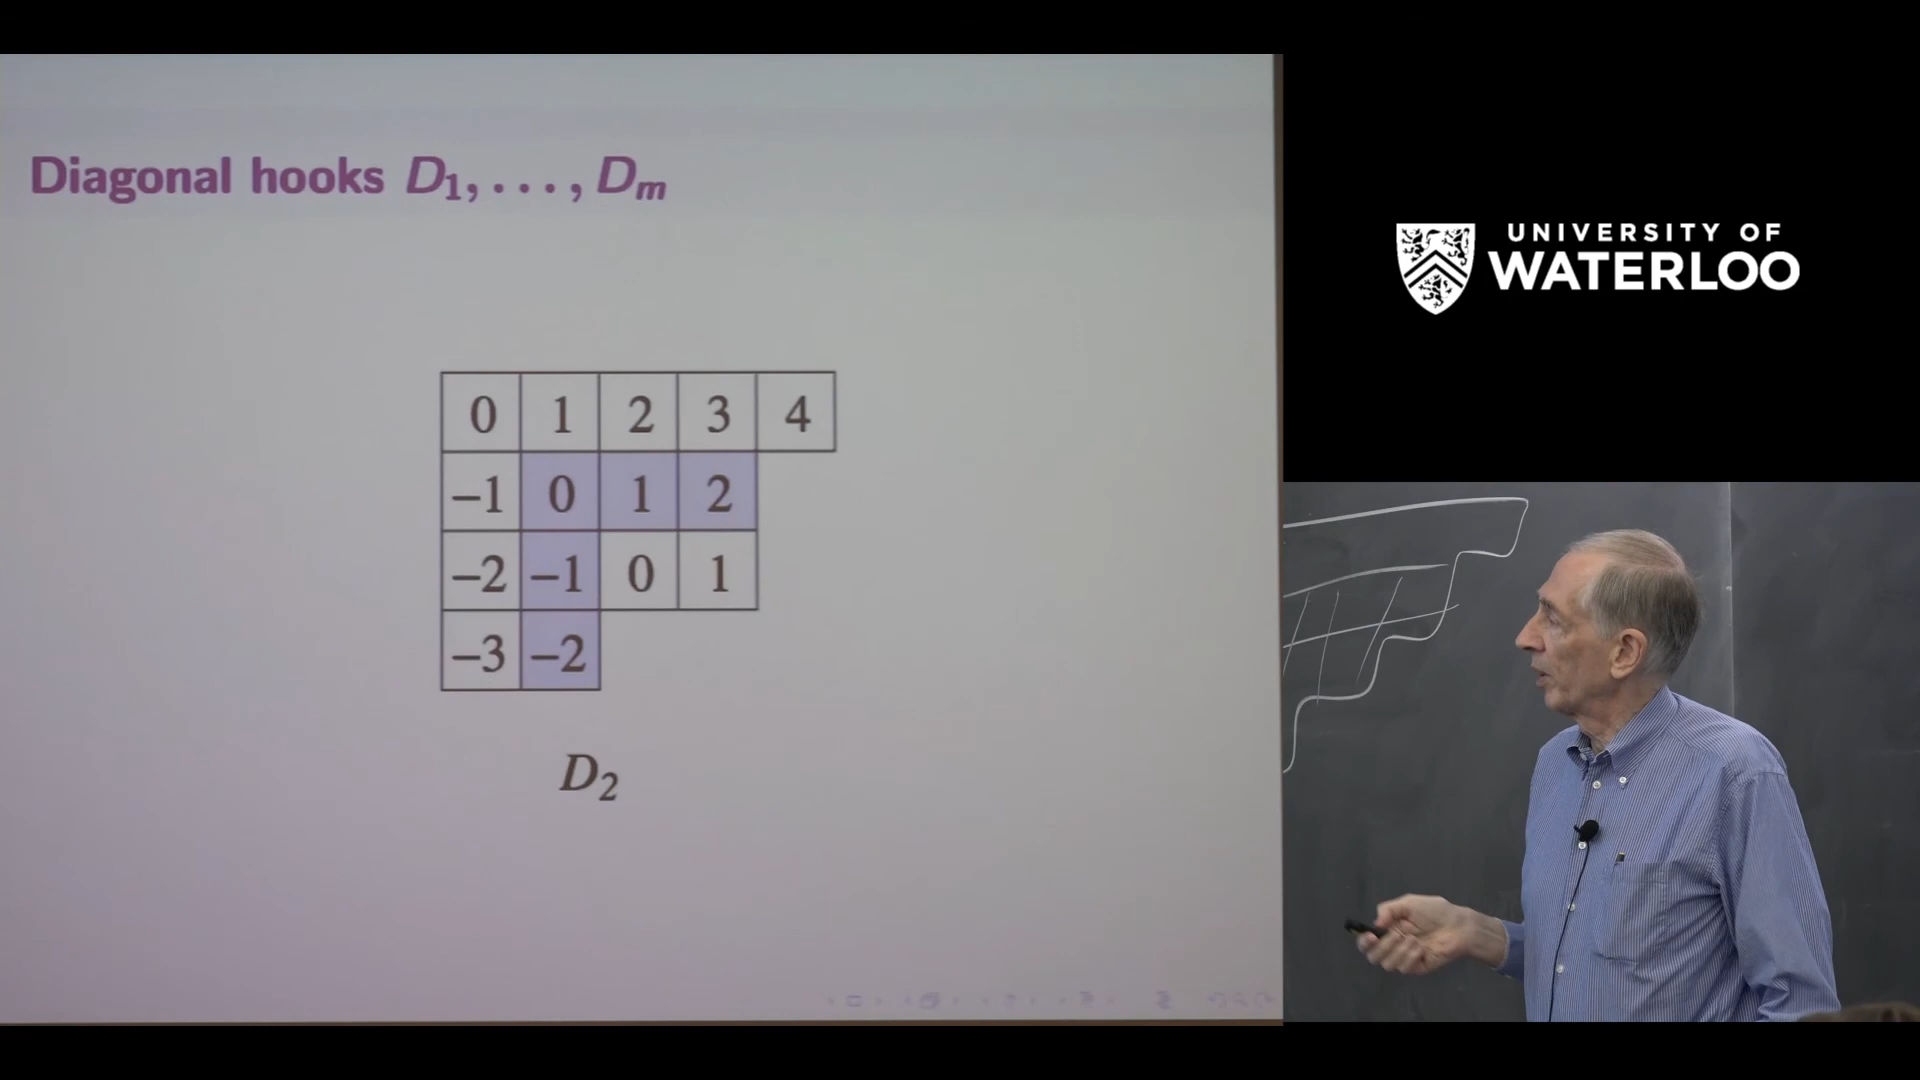 Diagonal hooks D₁, . . . , Dₘ
0 1 2 3 4
−1 0 1 2
−2 −1 0 1
−3 −2
D₂
UNIVERSITY OF
WATERLOO